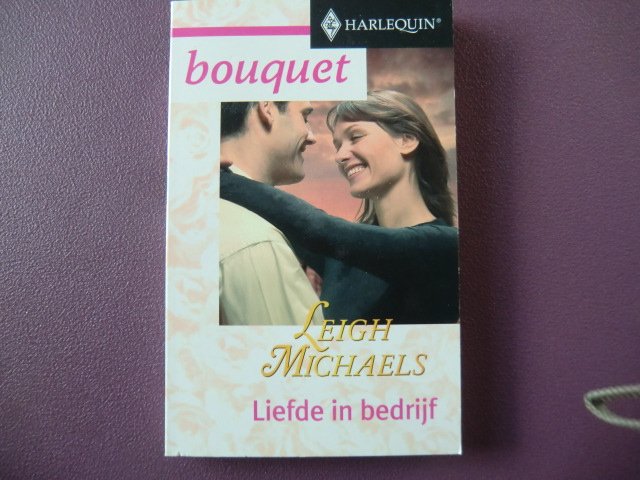 HARLEQUIN®
bouquet
LEIGH
MICHAELS
Liefde in bedrijf